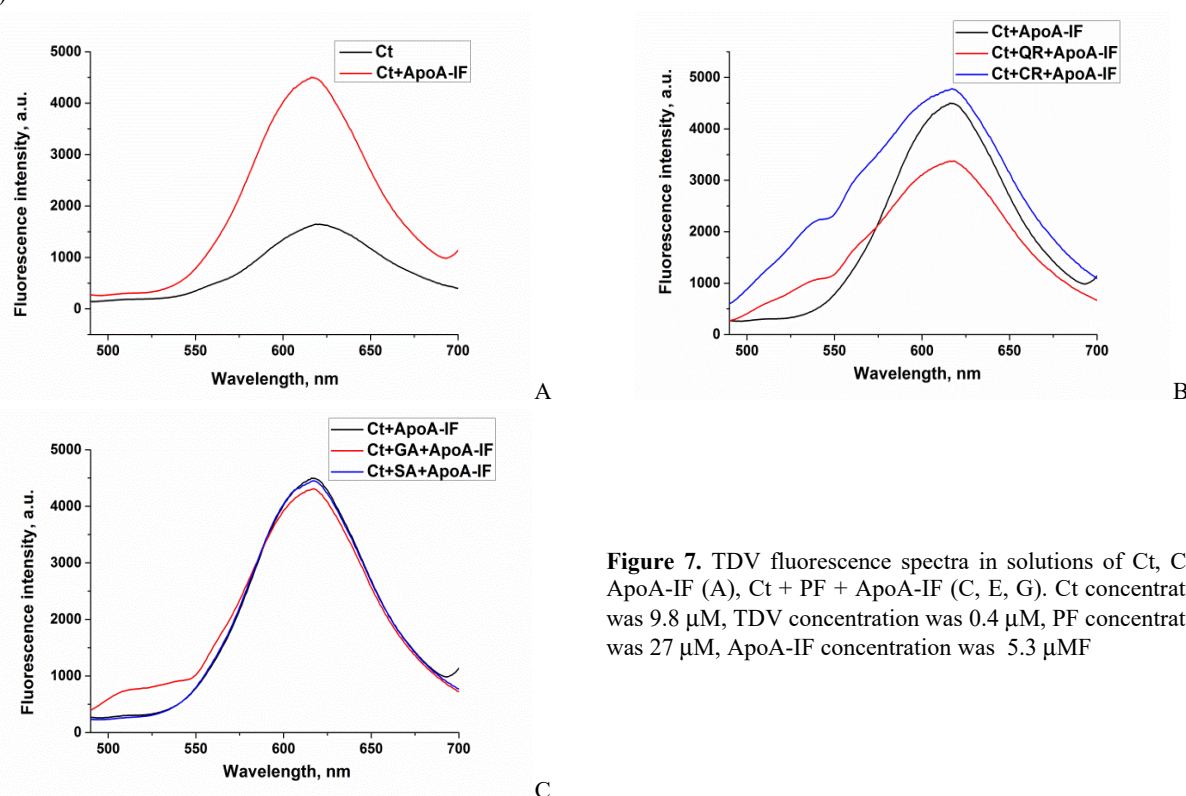 )
Ct
Ct+ApoA-IF
5000
4000
3000
2000
1000
0
500
550
600
650
700
Fluorescence intensity, a.u.
Wavelength, nm
A
Ct+ApoA-IF
Ct+QR+ApoA-IF
Ct+CR+ApoA-IF
5000
4000
3000
2000
1000
0
500
550
600
650
700
Fluorescence intensity, a.u.
Wavelength, nm
B
Ct+ApoA-IF
Ct+GA+ApoA-IF
Ct+SA+ApoA-IF
5000
4000
3000
2000
1000
0
500
550
600
650
700
Fluorescence intensity, a.u.
Wavelength, nm
C
Figure 7. TDV fluorescence spectra in solutions of Ct, C
ApoA-IF (A), Ct + PF + ApoA-IF (C, E, G). Ct concentrat
was 9.8 μM, TDV concentration was 0.4 μM, PF concentrat
was 27 μM, ApoA-IF concentration was 5.3 μMF